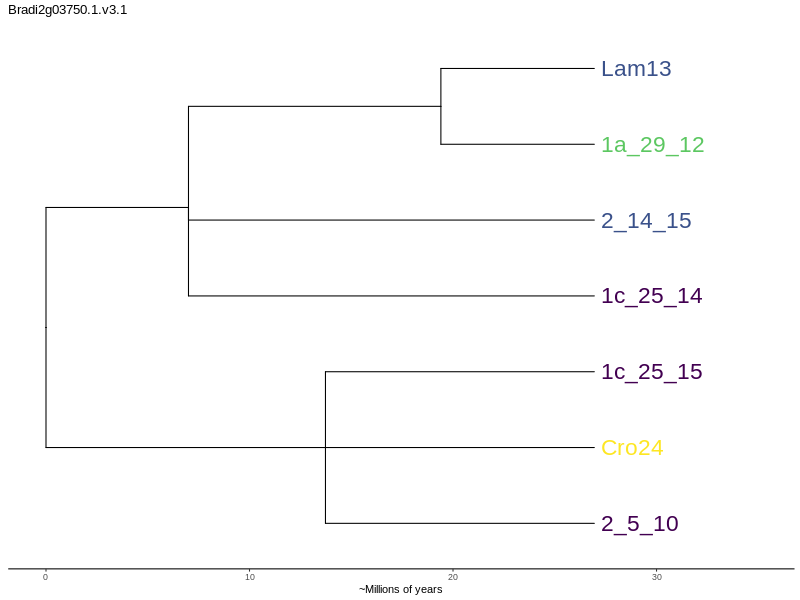 Bradi2g03750.1.v3.1
Lam13
1a_29_12
2_14_15
1c_25_14
1c_25_15
Cro24
2_5_10
0 10 20 30
~Millions of years